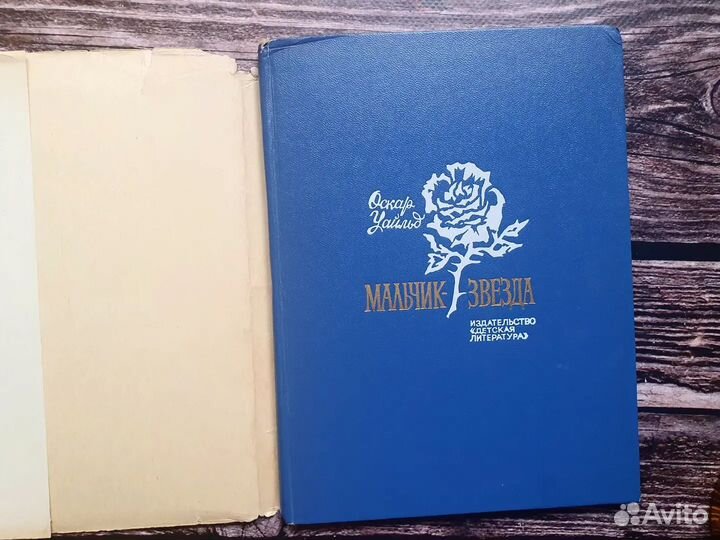 Оскар
Уайльд
МАЛЬЧИК-ЗВЕЗДА
ИЗДАТЕЛЬСТВО
«ДЕТСКАЯ
ЛИТЕРАТУРА»
Avito